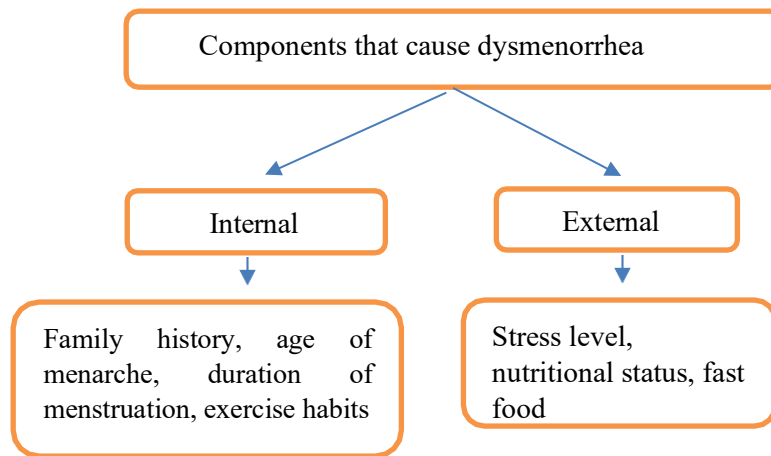 Components that cause dysmenorrhea
Internal
External
Family history, age of
menarche, duration of
menstruation, exercise habits
Stress level,
nutritional status, fast
food